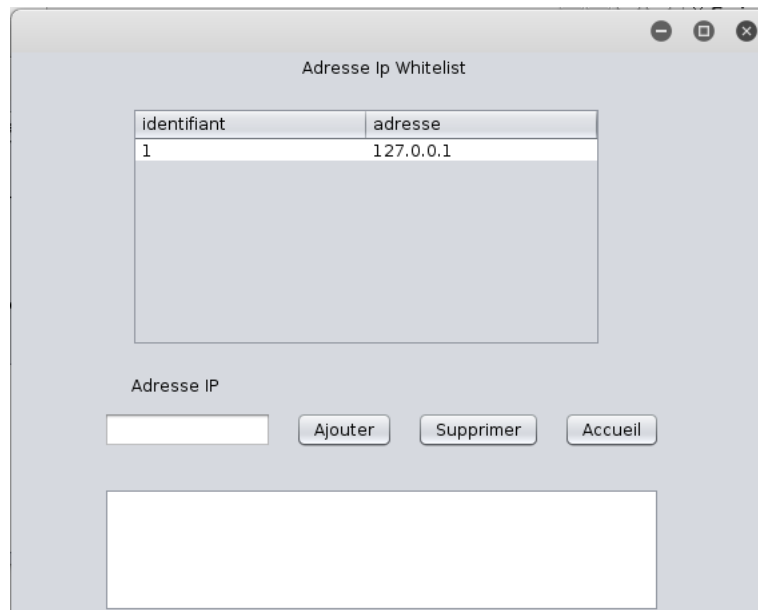 Adresse Ip Whitelist
identifiant adresse
1 127.0.0.1
Adresse IP
Ajouter Supprimer Accueil